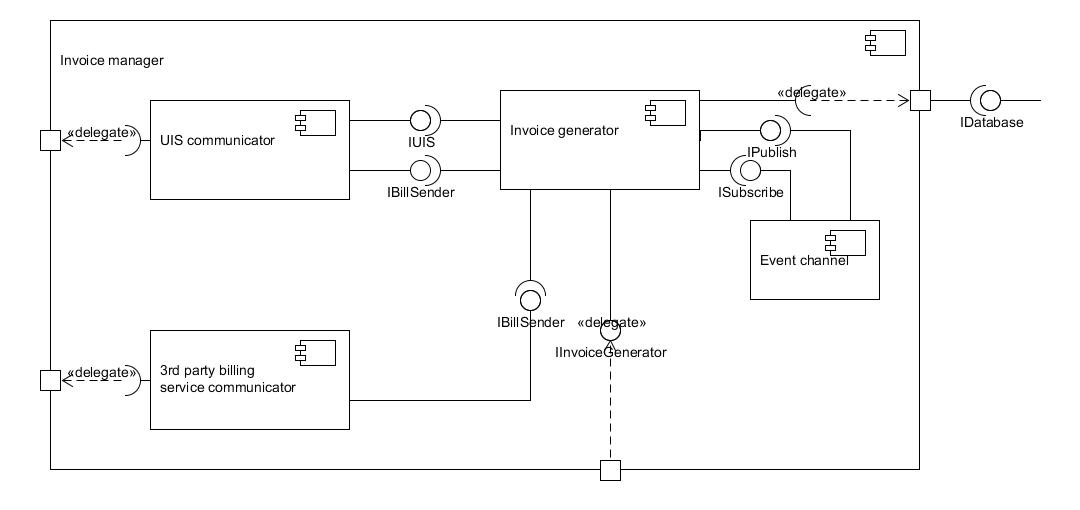 Invoice manager
«delegate»
UIS communicator
IUIS
IBillSender
Invoice generator
«delegate»
IDatabase
IPublish
ISubscribe
Event channel
IBillSender
«delegate»
IInvoiceGenerator
«delegate»
3rd party billing
service communicator